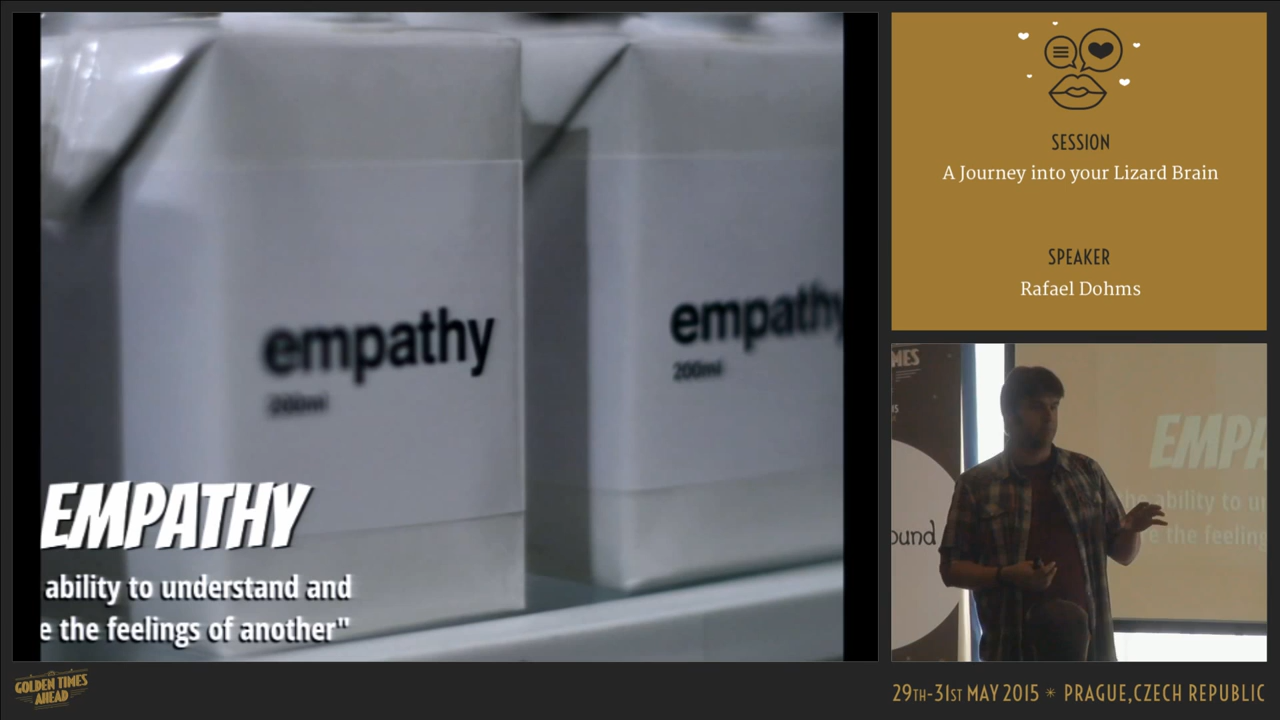 empathy
200ml
empathy
200ml
EMPATHY
ability to understand and
e the feelings of another"
SESSION
A Journey into your Lizard Brain
SPEAKER
Rafael Dohms
MES
EMPA
the ability to u
e the feeling
ound
GOLDEN TIMES
AHEAD
29TH-31ST MAY 2015 * PRAGUE,CZECH REPUBLIC